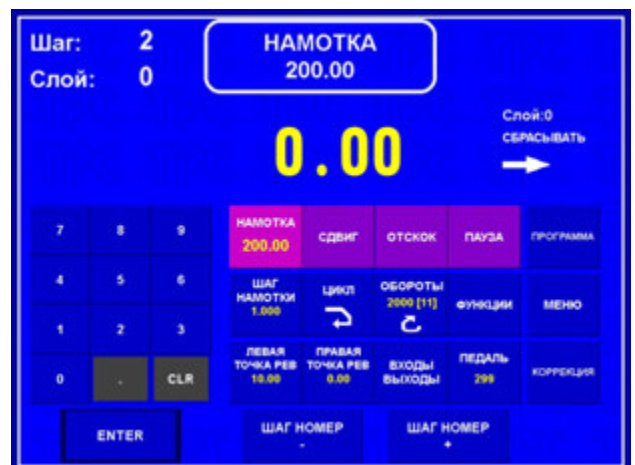 Шаг: 2
Слой: 0
НАМОТКА
200.00
0.00
Слой:0
СБРАСЫВАТЬ
7 8 9
4 5 6
1 2 3
0 . CLR
ENTER
НАМОТКА
200.00
СДВИГ
ОТСКОК
ПАУЗА
ПРОГРАММА
ШАГ
НАМОТКИ
1.000
ЦИКЛ
ОБОРОТЫ
2000 [11]
ФУНКЦИИ
МЕНЮ
ЛЕВАЯ
ТОЧКА РЕВ
10.00
ПРАВАЯ
ТОЧКА РЕВ
0.00
ВХОДЫ
ВЫХОДЫ
ПЕДАЛЬ
299
КОРРЕКЦИЯ
ШАГ НОМЕР
-
ШАГ НОМЕР
+